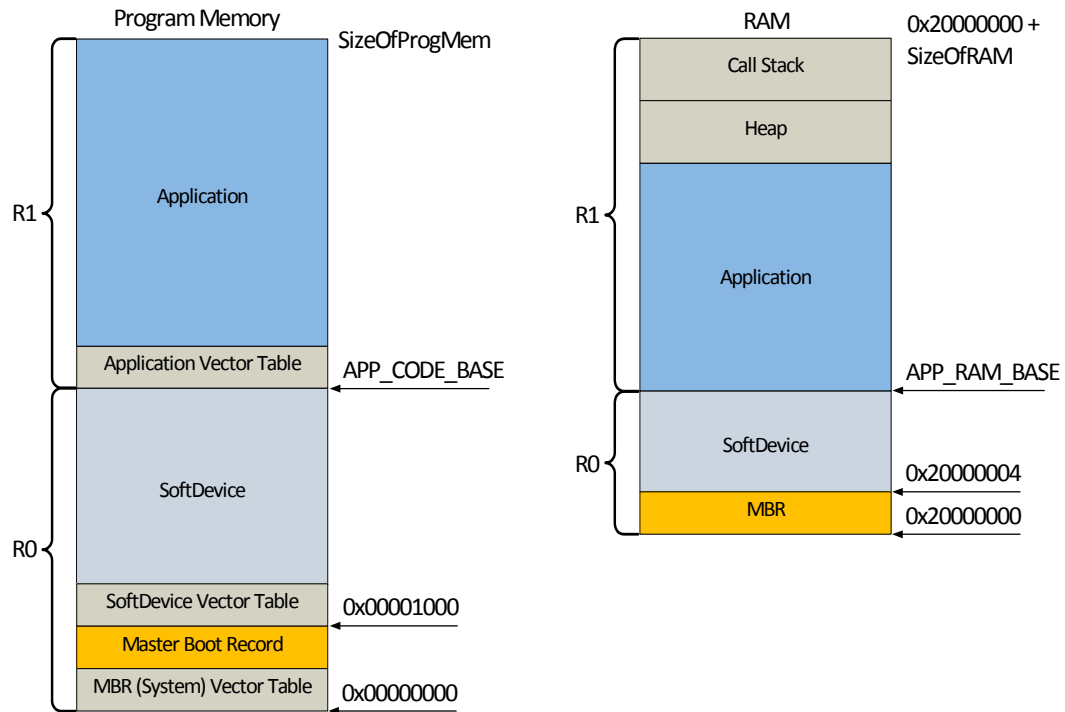 Program Memory
SizeOfProgMem
Application
R1
Application Vector Table
APP_CODE_BASE
SoftDevice
R0
SoftDevice Vector Table
0x00001000
Master Boot Record
MBR (System) Vector Table
0x00000000
RAM
0x20000000 +
SizeOfRAM
Call Stack
Heap
R1
Application
APP_RAM_BASE
SoftDevice
R0
0x20000004
MBR
0x20000000